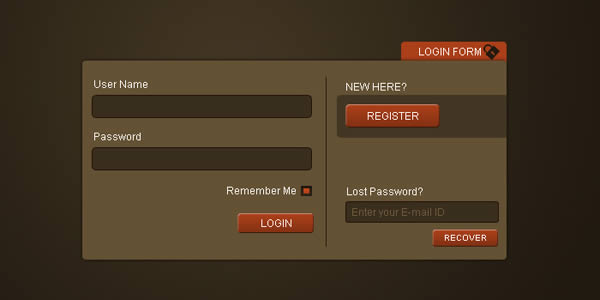 LOGIN FORM
User Name
Password
Remember Me
LOGIN
NEW HERE?
REGISTER
Lost Password?
Enter your E-mail ID
RECOVER